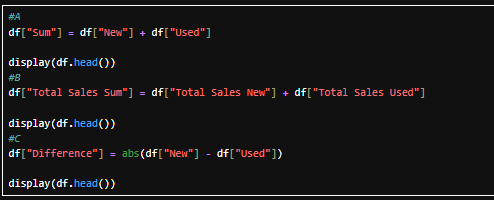 #A
df["Sum"] = df["New"] + df["Used"]
display(df.head())
#B
df["Total Sales Sum"] = df["Total Sales New"] + df["Total Sales Used"]
display(df.head())
#C
df["Difference"] = abs(df["New"] - df["Used"])
display(df.head())